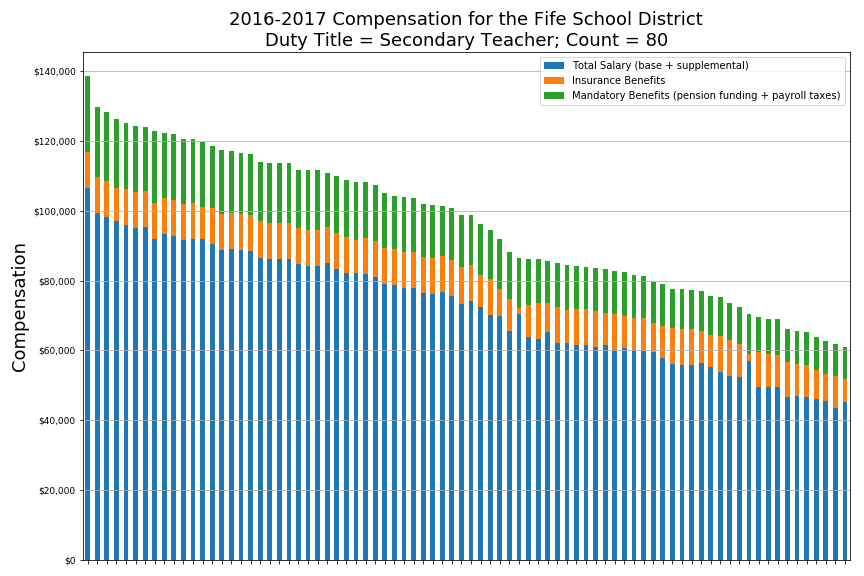 2016-2017 Compensation for the Fife School District
Duty Title = Secondary Teacher; Count = 80
Total Salary (base + supplemental)
Insurance Benefits
Mandatory Benefits (pension funding + payroll taxes)
Compensation
$140,000
$120,000
$100,000
$80,000
$60,000
$40,000
$20,000
$0